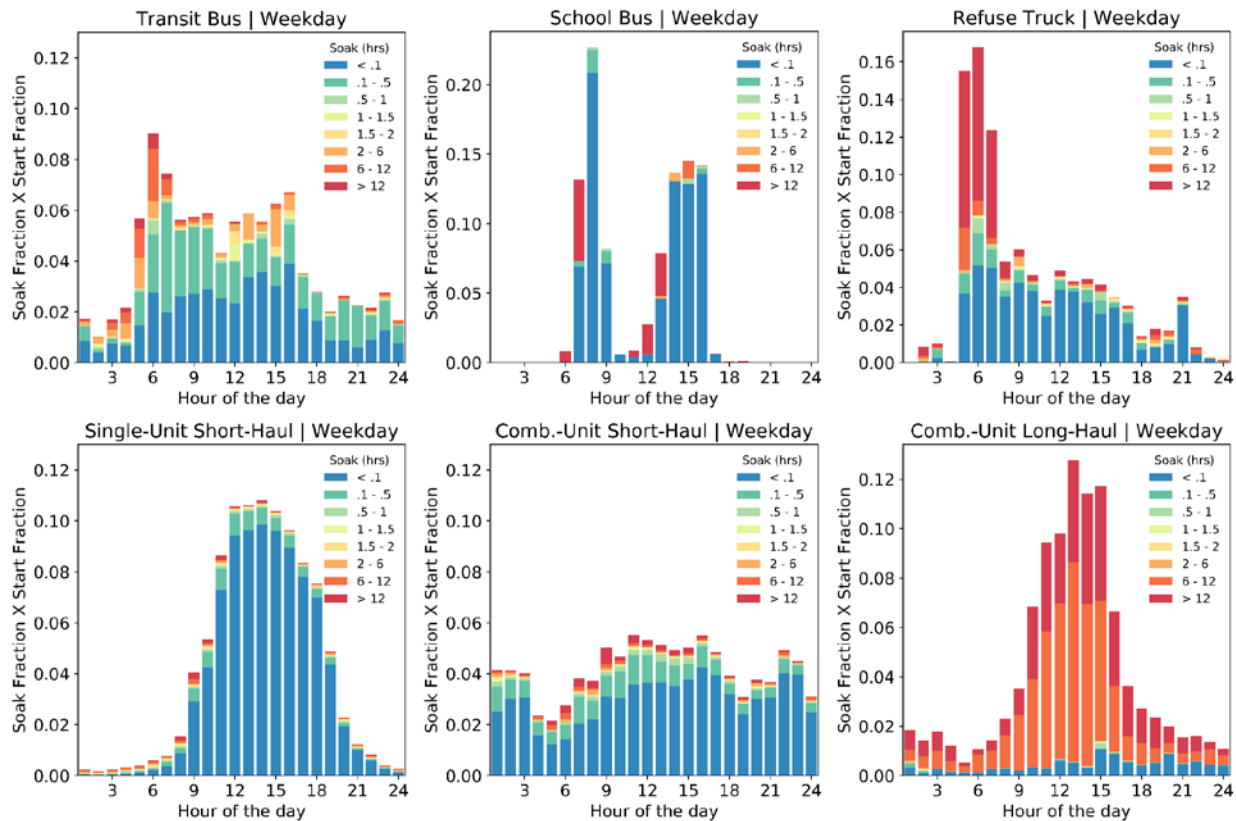 Transit Bus | Weekday
Soak Fraction X Start Fraction
0.12
0.10
0.08
0.06
0.04
0.02
0.00
Soak (hrs)
< .1
.1 - .5
.5 - 1
1 - 1.5
1.5 - 2
2 - 6
6 - 12
> 12
3 6 9 12 15 18 21 24
Hour of the day
School Bus | Weekday
Soak Fraction X Start Fraction
0.20
0.15
0.10
0.05
0.00
Soak (hrs)
< .1
.1 - .5
.5 - 1
1 - 1.5
1.5 - 2
2 - 6
6 - 12
> 12
3 6 9 12 15 18 21 24
Hour of the day
Refuse Truck | Weekday
Soak Fraction X Start Fraction
0.16
0.14
0.12
0.10
0.08
0.06
0.04
0.02
0.00
Soak (hrs)
< .1
.1 - .5
.5 - 1
1 - 1.5
1.5 - 2
2 - 6
6 - 12
> 12
3 6 9 12 15 18 21 24
Hour of the day
Single-Unit Short-Haul | Weekday
Soak Fraction X Start Fraction
0.12
0.10
0.08
0.06
0.04
0.02
0.00
Soak (hrs)
< .1
.1 - .5
.5 - 1
1 - 1.5
1.5 - 2
2 - 6
6 - 12
> 12
3 6 9 12 15 18 21 24
Hour of the day
Comb.-Unit Short-Haul | Weekday
Soak Fraction X Start Fraction
0.12
0.10
0.08
0.06
0.04
0.02
0.00
Soak (hrs)
< .1
.1 - .5
.5 - 1
1 - 1.5
1.5 - 2
2 - 6
6 - 12
> 12
3 6 9 12 15 18 21 24
Hour of the day
Comb.-Unit Long-Haul | Weekday
Soak Fraction X Start Fraction
0.12
0.10
0.08
0.06
0.04
0.02
0.00
Soak (hrs)
< .1
.1 - .5
.5 - 1
1 - 1.5
1.5 - 2
2 - 6
6 - 12
> 12
3 6 9 12 15 18 21 24
Hour of the day